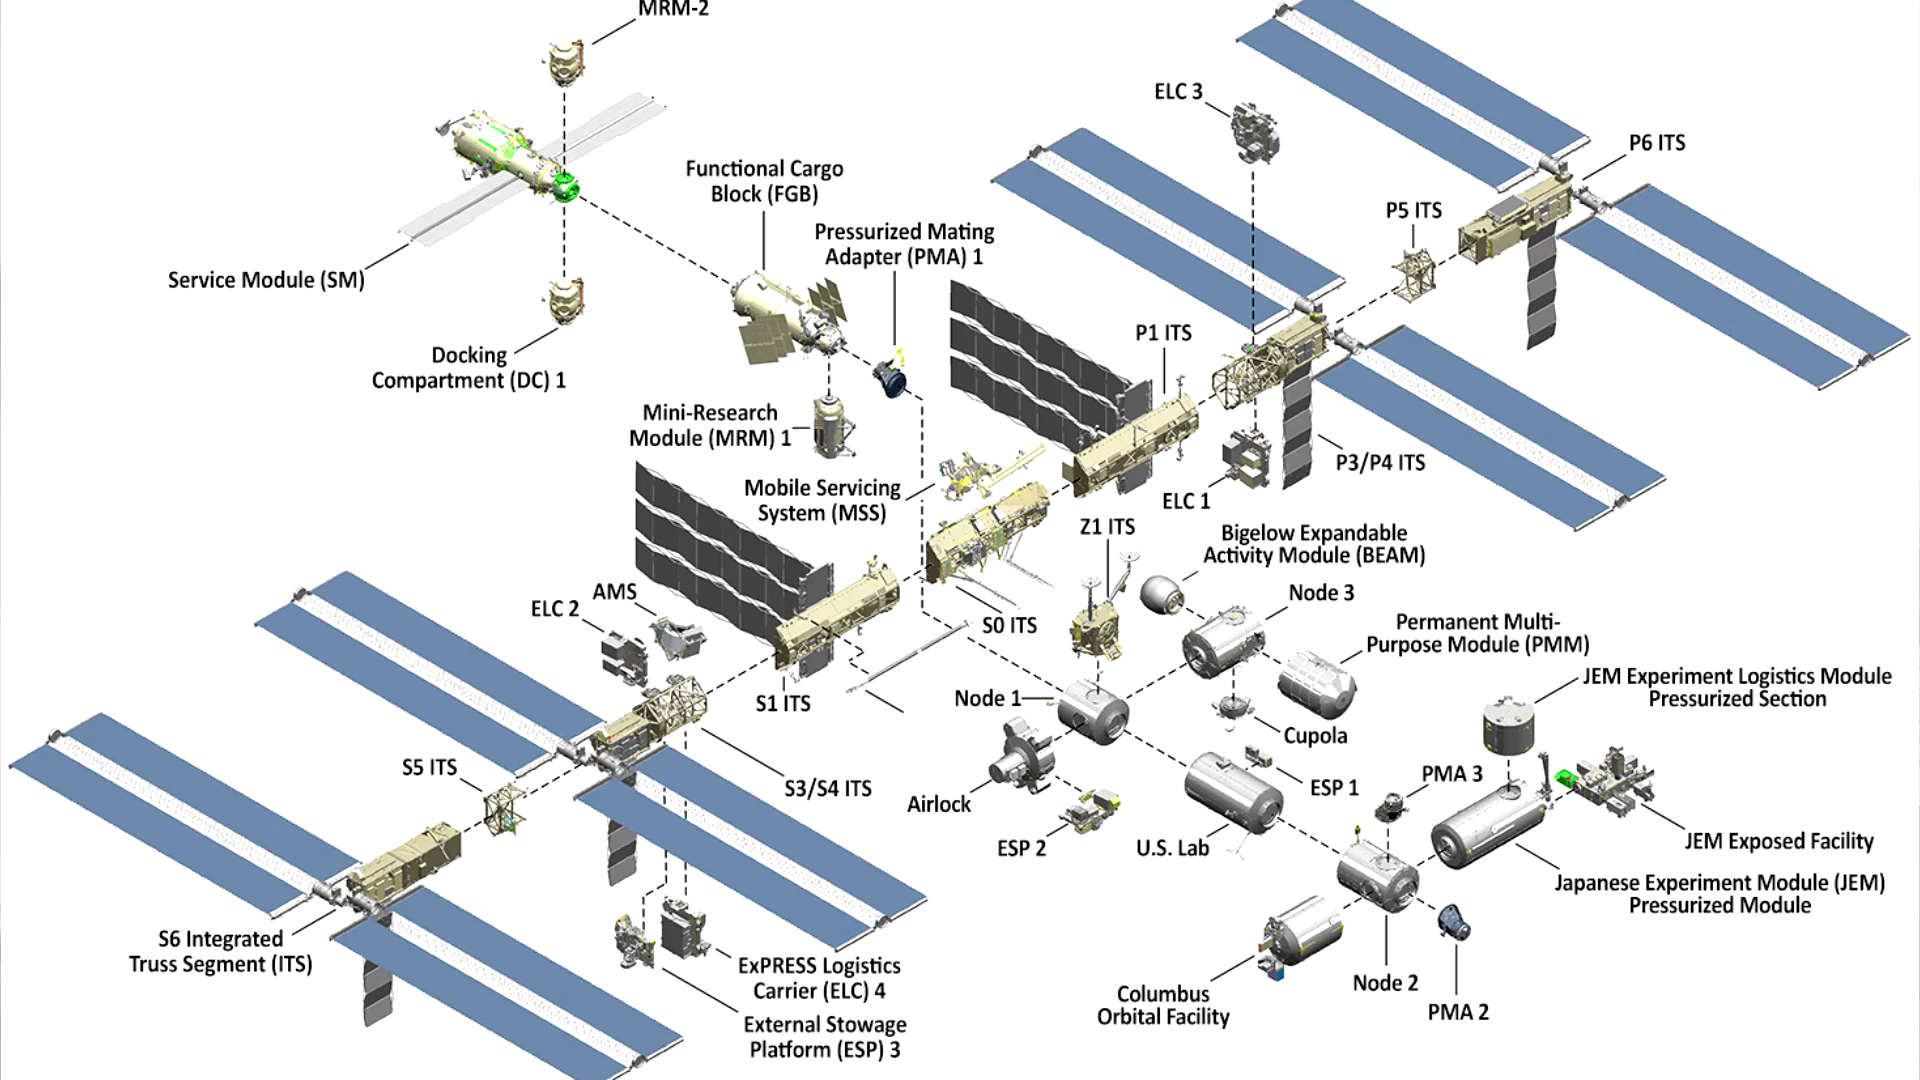 MRM-2
ELC 3
P6 ITS
Functional Cargo
Block (FGB)
P5 ITS
Pressurized Mating
Adapter (PMA) 1
Service Module (SM)
P1 ITS
Docking
Compartment (DC) 1
Mini-Research
Module (MRM) 1
P3/P4 ITS
Mobile Servicing
System (MSS)
ELC 1
Z1 ITS
Bigelow Expandable
Activity Module (BEAM)
AMS
ELC 2
Node 3
S0 ITS
Permanent Multi-
Purpose Module (PMM)
JEM Experiment Logistics Module
Pressurized Section
S1 ITS
Node 1
Cupola
S5 ITS
S3/S4 ITS
Airlock
ESP 1
PMA 3
ESP 2
U.S. Lab
JEM Exposed Facility
Japanese Experiment Module (JEM)
Pressurized Module
S6 Integrated
Truss Segment (ITS)
ExPRESS Logistics
Carrier (ELC) 4
Node 2
Columbus
Orbital Facility
PMA 2
External Stowage
Platform (ESP) 3